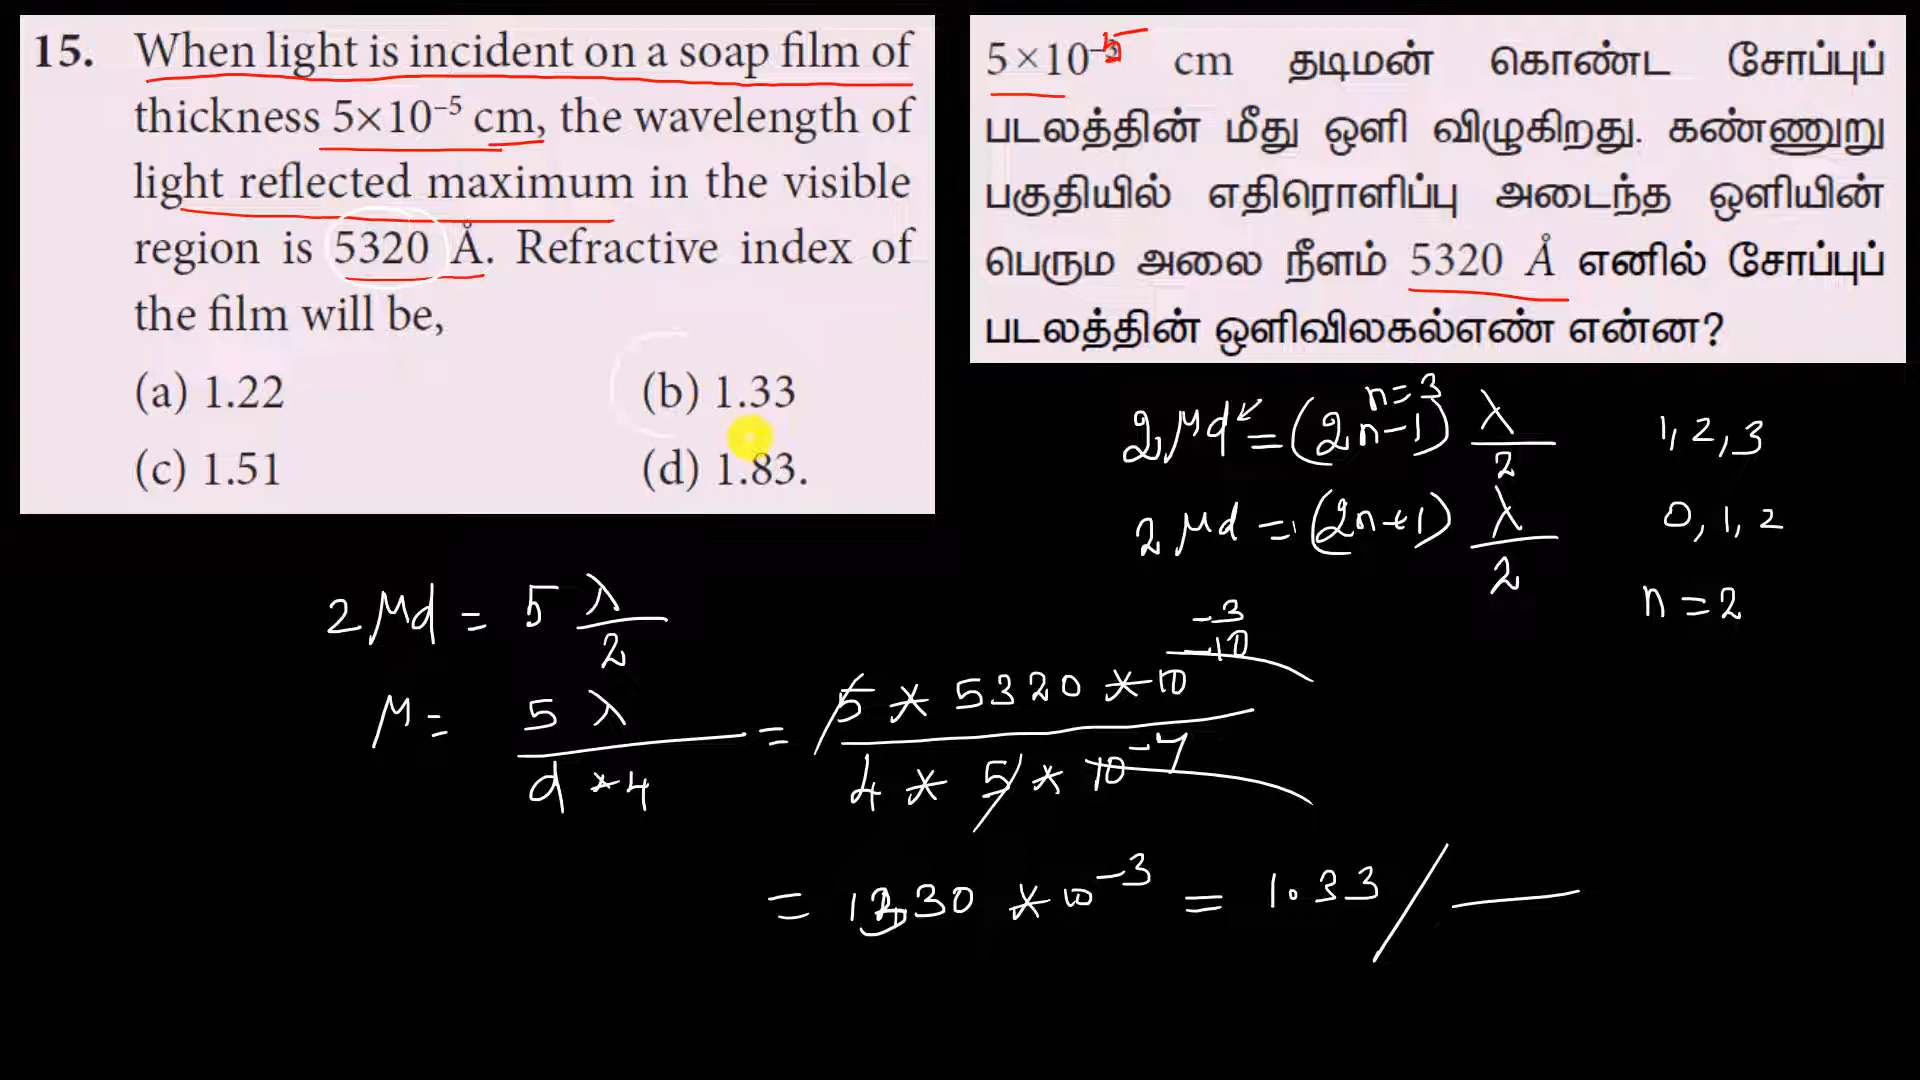 15. When light is incident on a soap film of
thickness 5×10⁻⁵ cm, the wavelength of
light reflected maximum in the visible
region is 5320 Å. Refractive index of
the film will be,
(a) 1.22 (b) 1.33
(c) 1.51 (d) 1.83.
5×10⁻⁵ cm தடிமன் கொண்ட சோப்புப்
படலத்தின் மீது ஒளி விழுகிறது. கண்ணுறு
பகுதியில் எதிரொளிப்பு அடைந்த ஒளியின்
பெரும அலை நீளம் 5320 Å எனில் சோப்புப்
படலத்தின் ஒளிவிலகல்எண் என்ன?
n=3
2μd = (2n-1) λ/2 1, 2, 3
2μd = (2n+1) λ/2 0, 1, 2
n = 2
2μd = 5 λ/2
-3
μ = 5λ / d*4 = 5 * 5320 * 10⁻¹⁰ / 4 * 5 * 10⁻⁷
= 1330 * 10⁻³ = 1.33